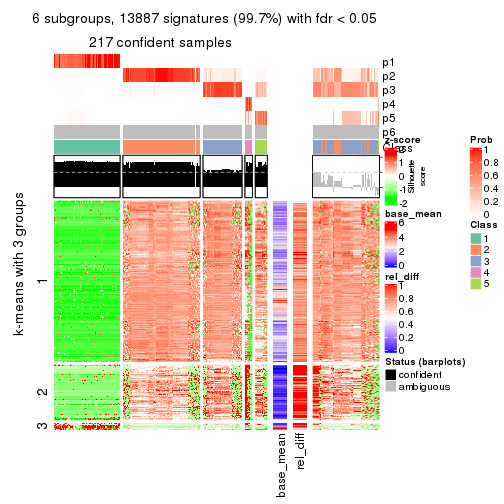 6 subgroups, 13887 signatures (99.7%) with fdr < 0.05
217 confident samples
p1
p2
p3
p4
p5
p6
Class
Silhouette
score
k-means with 3 groups
1
2
3
base_mean
rel_diff
z-score
2
1
0
-1
-2
base_mean
6
4
2
0
rel_diff
1
0.8
0.6
0.4
0.2
0
Status (barplots)
confident
ambiguous
Prob
1
0.8
0.6
0.4
0.2
0
Class
1
2
3
4
5